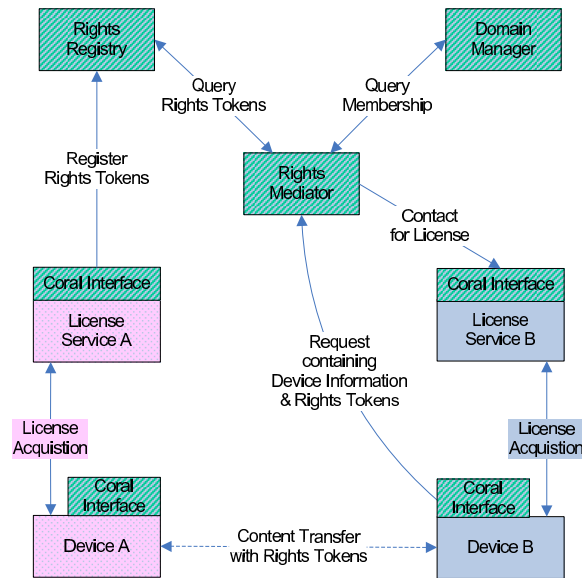 Rights
Registry
Domain
Manager
Query
Rights Tokens
Query
Membership
Register
Rights Tokens
Rights
Mediator
Contact
for License
Coral Interface
License
Service A
Coral Interface
License
Service B
Request
containing
Device Information
& Rights Tokens
License
Acquistion
License
Acquistion
Coral
Interface
Device A
Content Transfer
with Rights Tokens
Coral
Interface
Device B